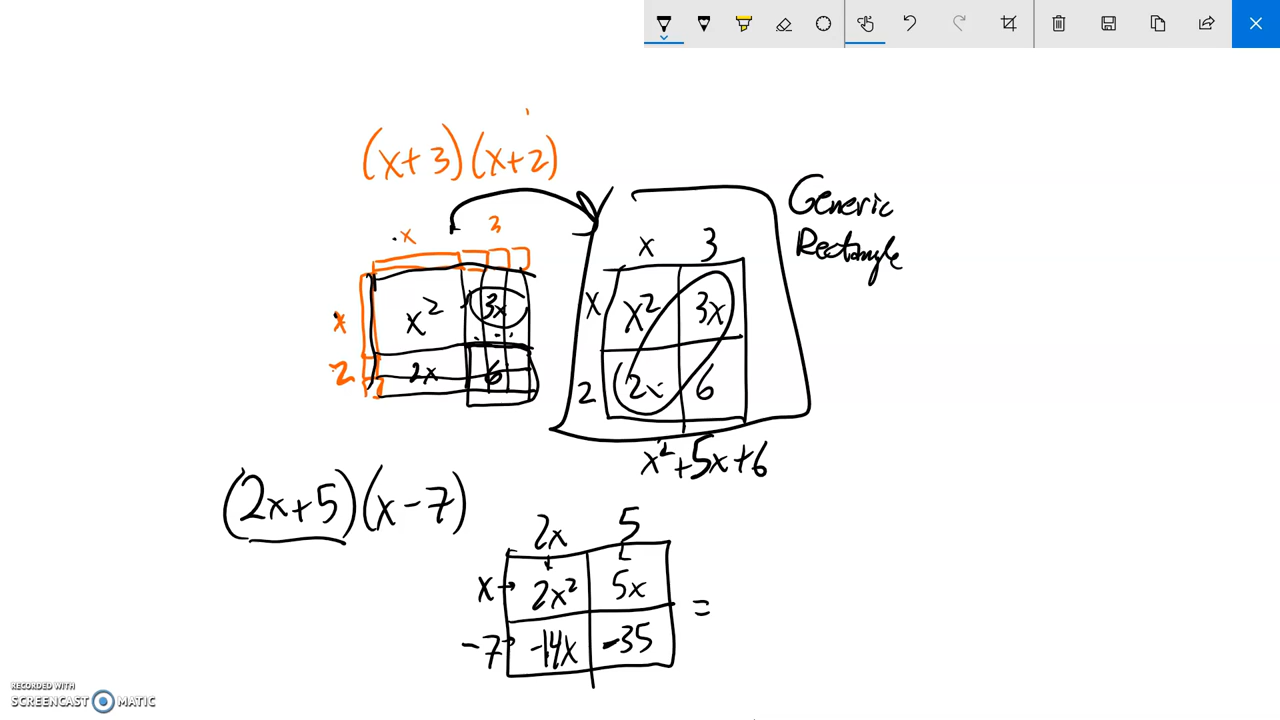 (x+3)(x+2)
Generic
Rectangle
x 3
x x² 3x
2 2x 6
x 3
x x² 3x
2 2x 6
x²+5x+6
(2x+5)(x-7)
2x 5
x 2x² 5x
-7 -14x -35
=
RECORDED WITH
SCREENCAST MATIC